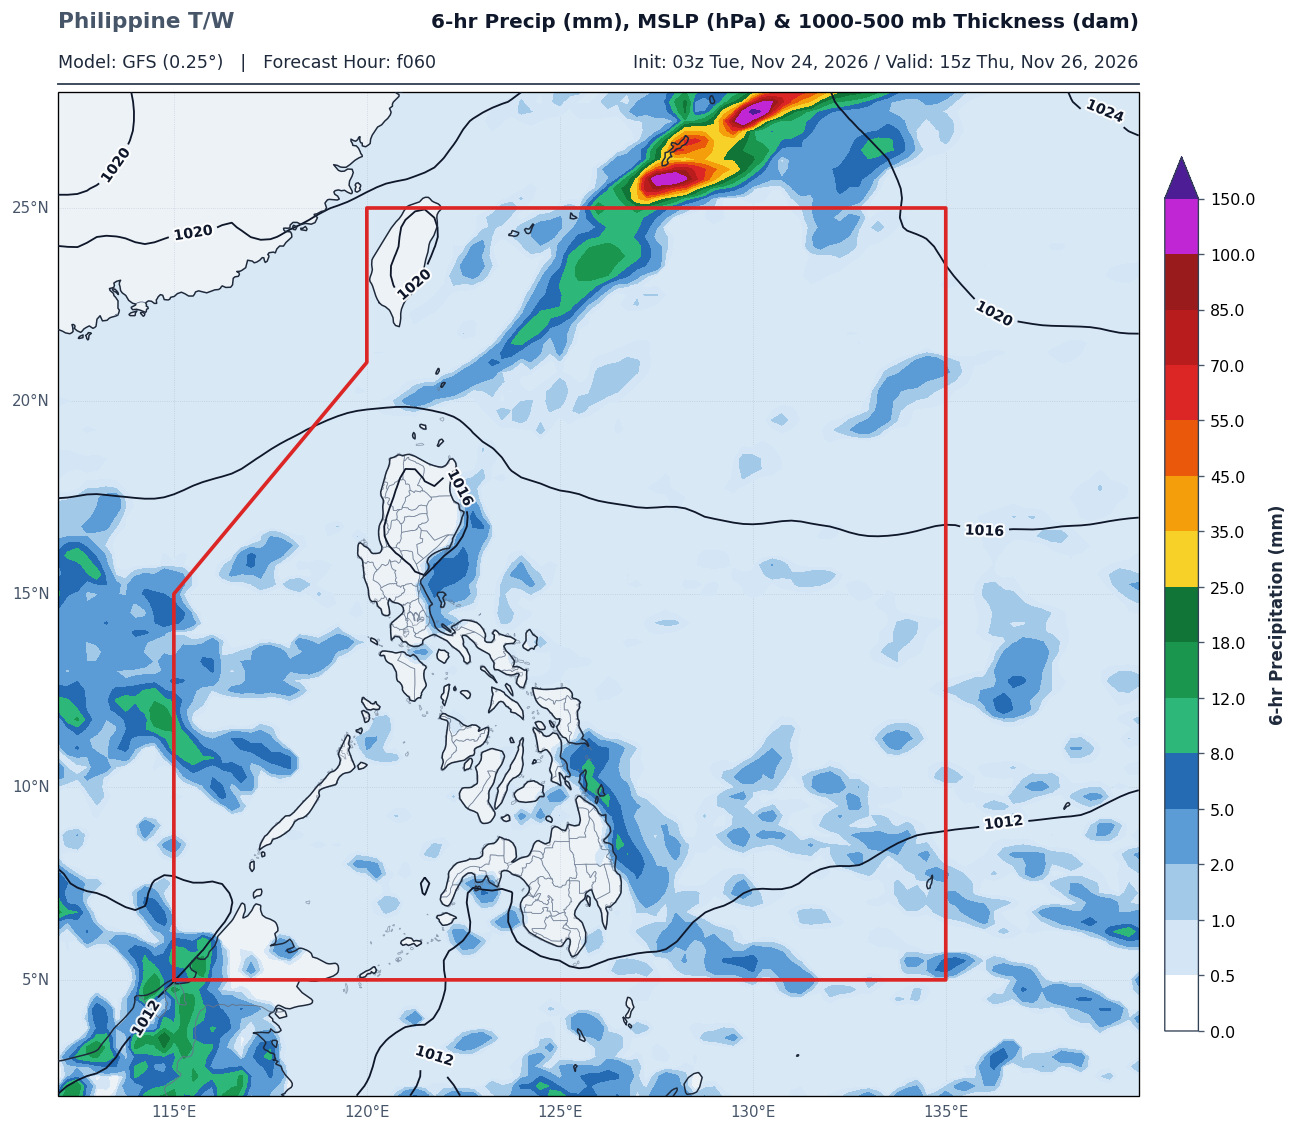 Philippine T/W
6-hr Precip (mm), MSLP (hPa) & 1000-500 mb Thickness (dam)
Model: GFS (0.25°) | Forecast Hour: f060
Init: 03z Tue, Nov 24, 2026 / Valid: 15z Thu, Nov 26, 2026
1024
1020
1020
1020
1020
1016
1016
1012
1012
1012
25°N
20°N
15°N
10°N
5°N
115°E
120°E
125°E
130°E
135°E
150.0
100.0
85.0
70.0
55.0
45.0
35.0
25.0
18.0
12.0
8.0
5.0
2.0
1.0
0.5
0.0
6-hr Precipitation (mm)